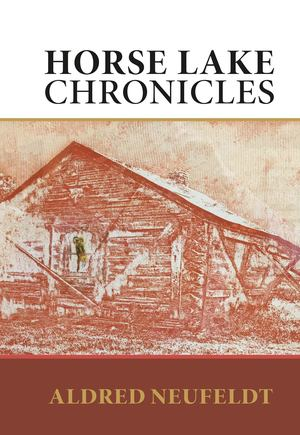 HORSE LAKE
CHRONICLES
ALDRED NEUFELDT